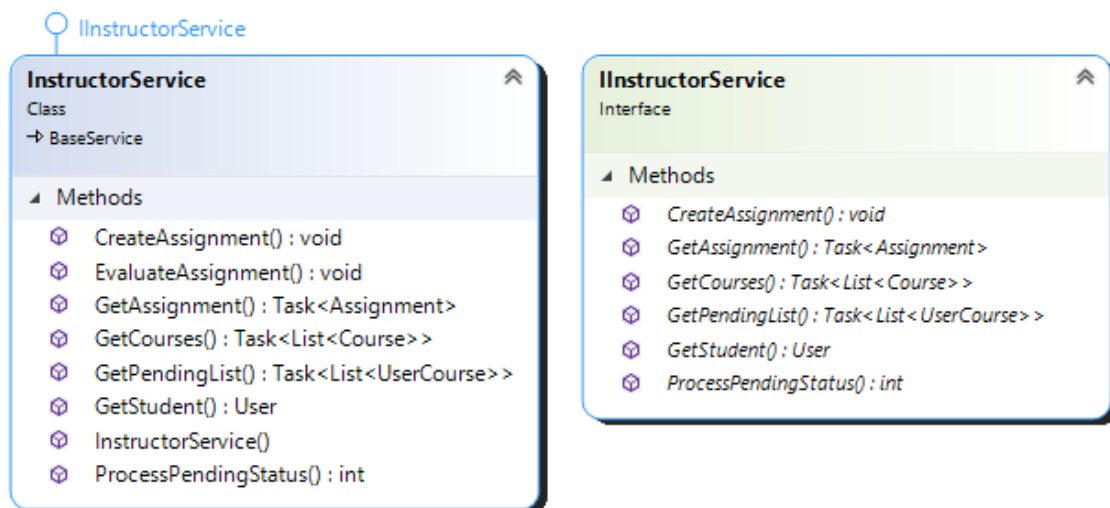 IInstructorService
InstructorService
Class
BaseService
Methods
CreateAssignment() : void
EvaluateAssignment() : void
GetAssignment() : Task<Assignment>
GetCourses() : Task<List<Course>>
GetPendingList() : Task<List<UserCourse>>
GetStudent() : User
InstructorService()
ProcessPendingStatus() : int
IInstructorService
Interface
Methods
CreateAssignment() : void
GetAssignment() : Task<Assignment>
GetCourses() : Task<List<Course>>
GetPendingList() : Task<List<UserCourse>>
GetStudent() : User
ProcessPendingStatus() : int